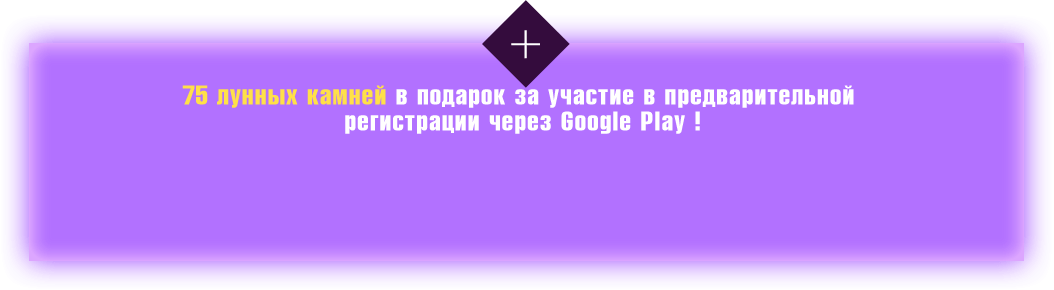 75 лунных камней в подарок за участие в предварительной
регистрации через Google Play !